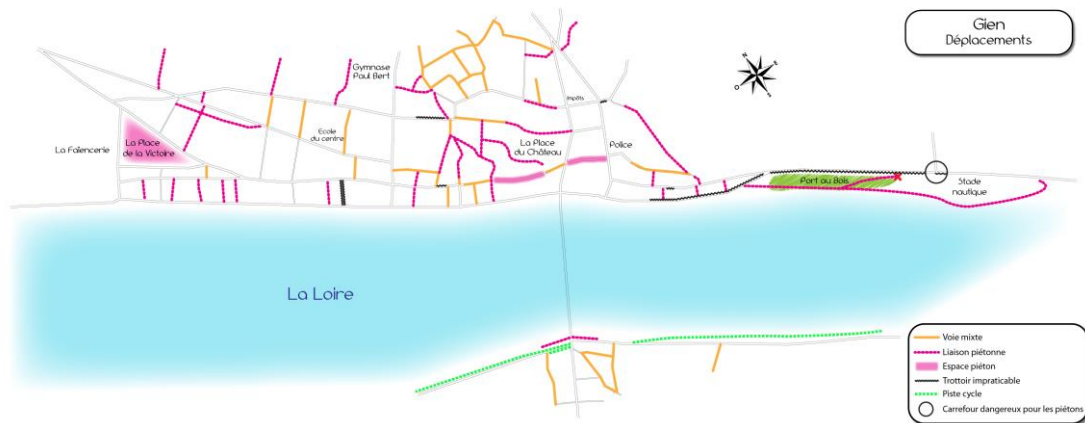 Gien
Déplacements
Gymnase
Paul Bert
Impôts
N
E
S
O
Ecole
du centre
La Place
du Château
Police
La Faïencerie
La Place
de la Victoire
Port au Bois
Stade
nautique
La Loire
Voie mixte
Liaison piétonne
Espace piéton
Trottoir impraticable
Piste cycle
Carrefour dangereux pour les piétons